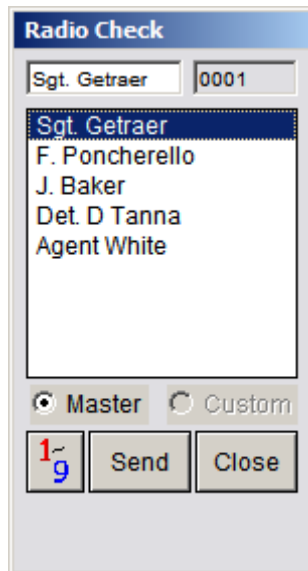 Radio Check
Sgt. Getraer 0001
Sgt. Getraer
F. Poncherello
J. Baker
Det. D Tanna
Agent White
Master Custom
1~9 Send Close